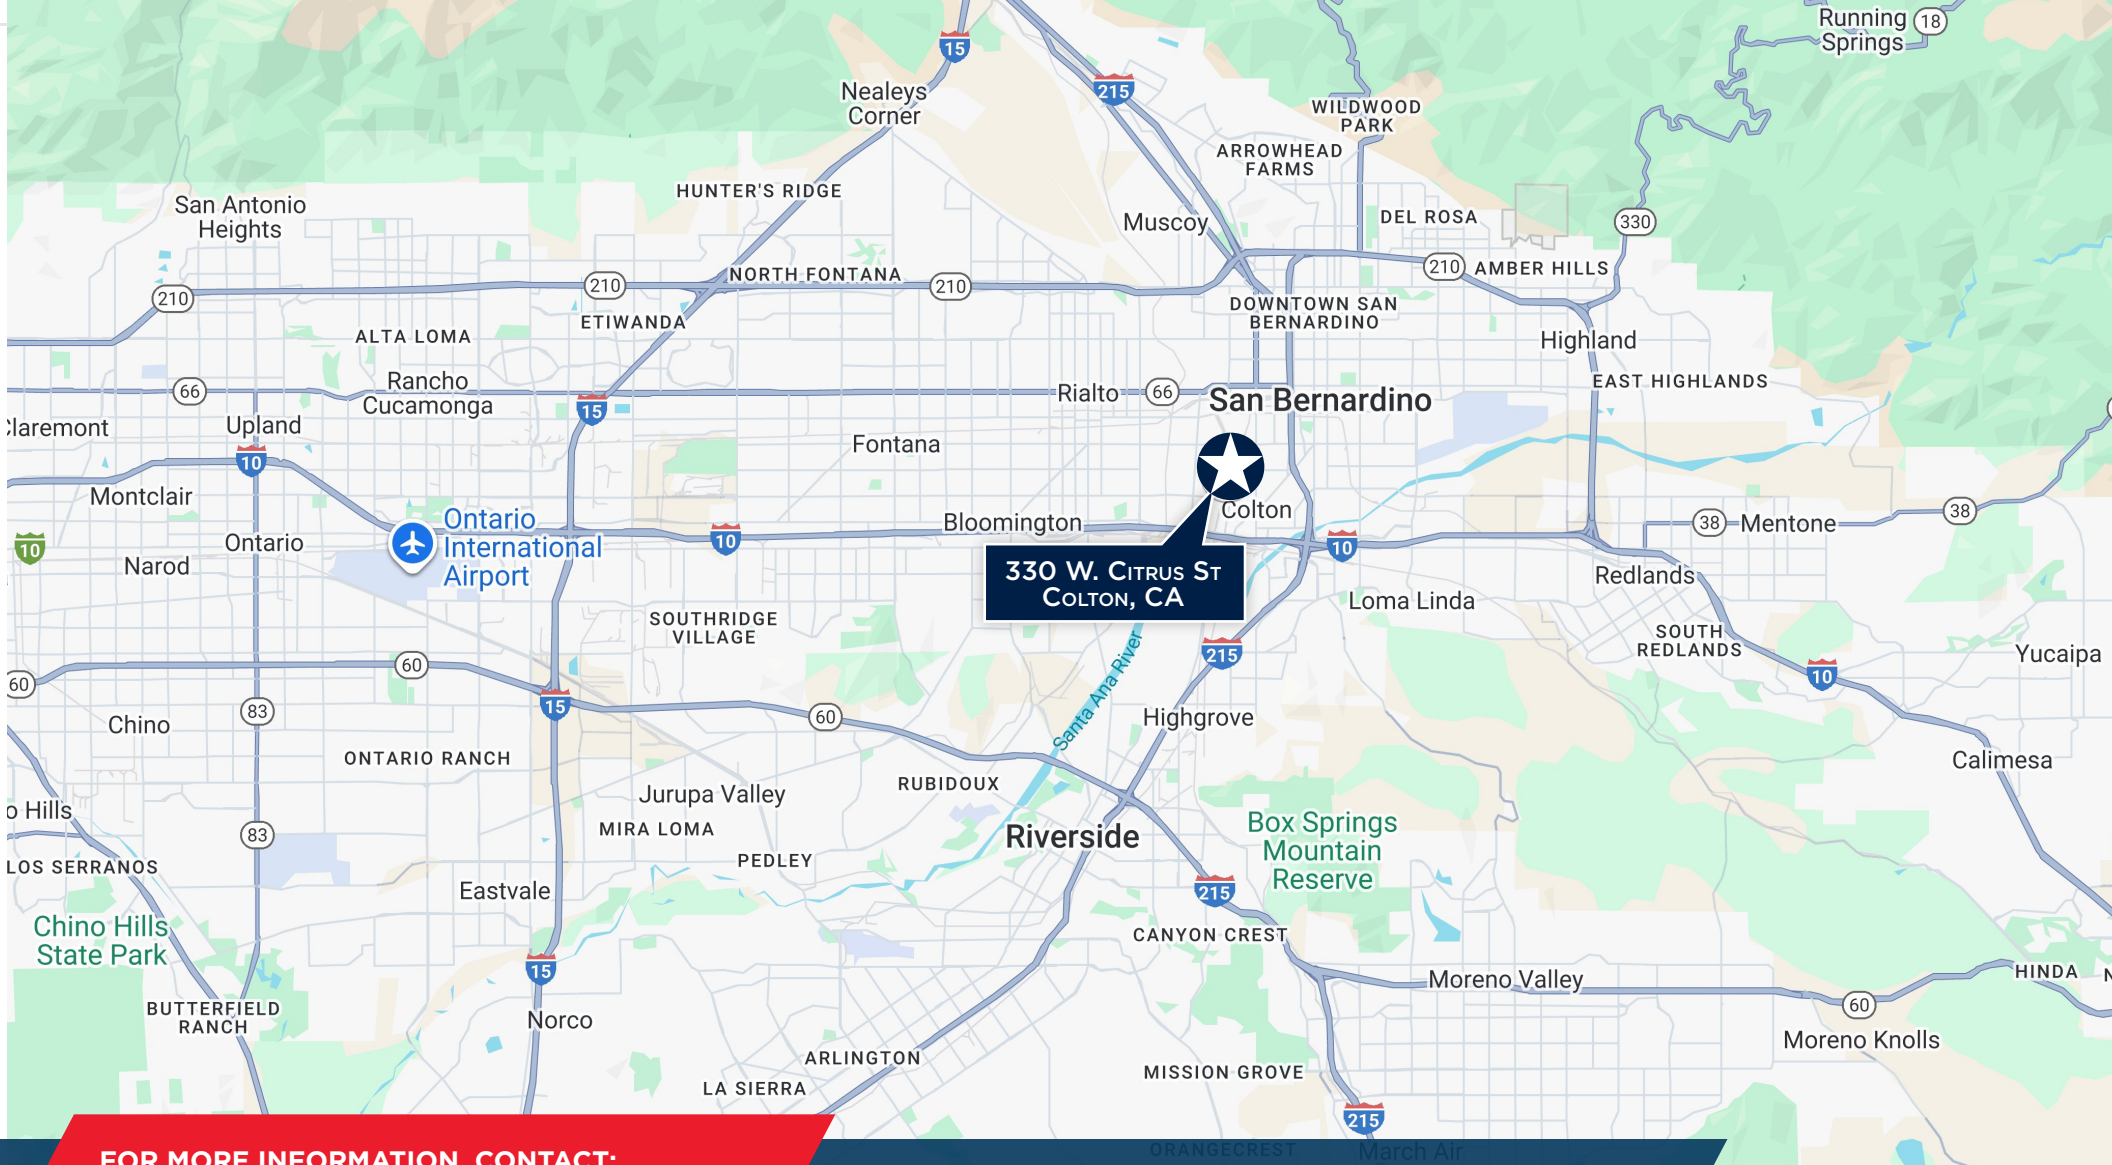 Running
Springs
18
15
215
Nealeys
Corner
WILDWOOD
PARK
ARROWHEAD
FARMS
HUNTER'S RIDGE
San Antonio
Heights
Muscoy
DEL ROSA
330
NORTH FONTANA
210
210
210
210
AMBER HILLS
ETIWANDA
DOWNTOWN SAN
BERNARDINO
ALTA LOMA
Highland
66
Rancho
Cucamonga
15
Rialto
66
San Bernardino
EAST HIGHLANDS
Claremont
Upland
10
Fontana
Montclair
Colton
Ontario
International
Airport
Bloomington
38
Mentone
38
10
Ontario
10
10
Narod
330 W. Citrus St
Colton, CA
Redlands
Loma Linda
SOUTHRIDGE
VILLAGE
SOUTH
REDLANDS
Yucaipa
60
60
215
10
Santa Ana River
15
83
60
Chino
Highgrove
ONTARIO RANCH
Calimesa
RUBIDOUX
Jurupa Valley
o Hills
MIRA LOMA
83
Riverside
Box Springs
Mountain
Reserve
LOS SERRANOS
PEDLEY
Eastvale
215
Chino Hills
State Park
CANYON CREST
15
Moreno Valley
HINDA
N
60
BUTTERFIELD
RANCH
Norco
Moreno Knolls
ARLINGTON
MISSION GROVE
LA SIERRA
215
ORANGECREST
March Air
FOR MORE INFORMATION, CONTACT: